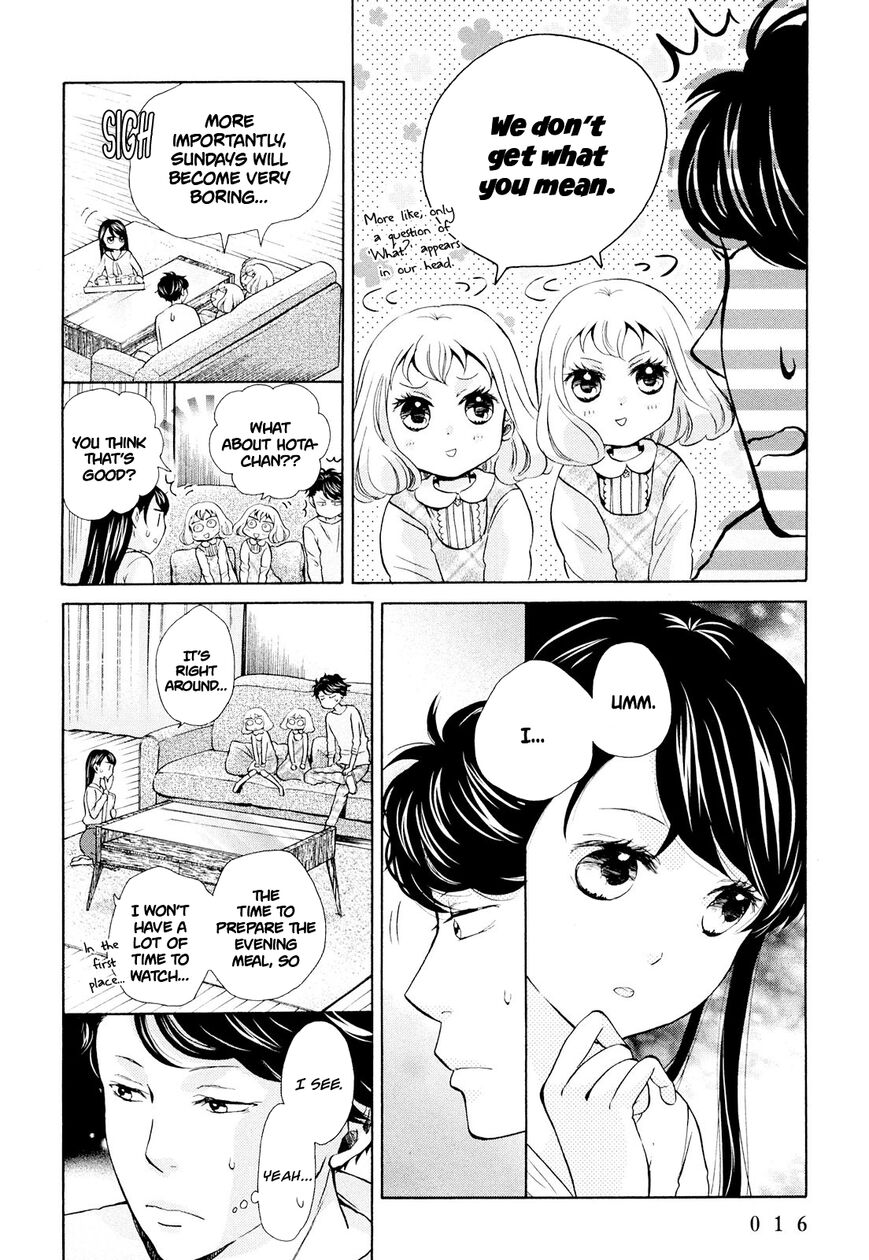 We don't
get what
you mean.
More like, only
a question of
'What?' appears
in our head.
MORE
IMPORTANTLY,
SUNDAYS WILL
BECOME VERY
BORING...
SIGH
WHAT
ABOUT HOTA-
CHAN??
YOU THINK
THAT'S
GOOD?
UMM.
I...
IT'S
RIGHT
AROUND...
THE
TIME TO
PREPARE THE
EVENING
MEAL, SO
I WON'T
HAVE A
LOT OF
TIME TO
WATCH...
In the
first
place...
I SEE.
YEAH...
016